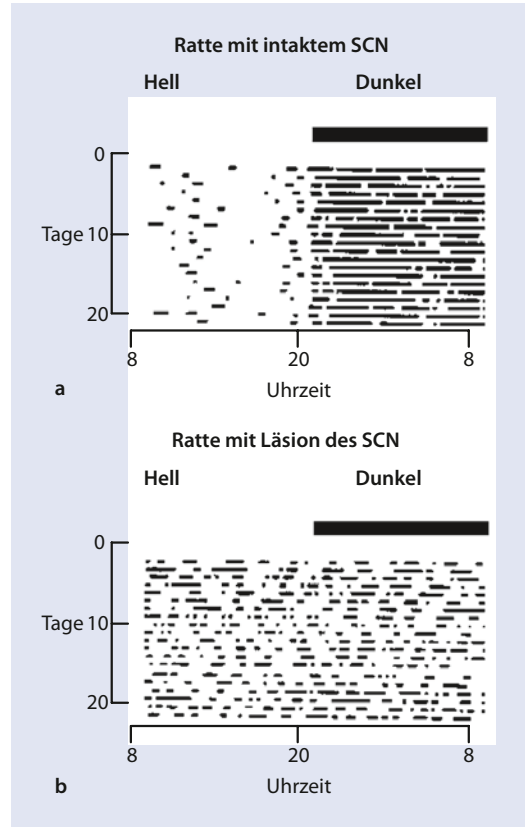 Ratte mit intaktem SCN
Hell Dunkel
0
Tage 10
20
8 20 8
a Uhrzeit
Ratte mit Läsion des SCN
Hell Dunkel
0
Tage 10
20
8 20 8
b Uhrzeit